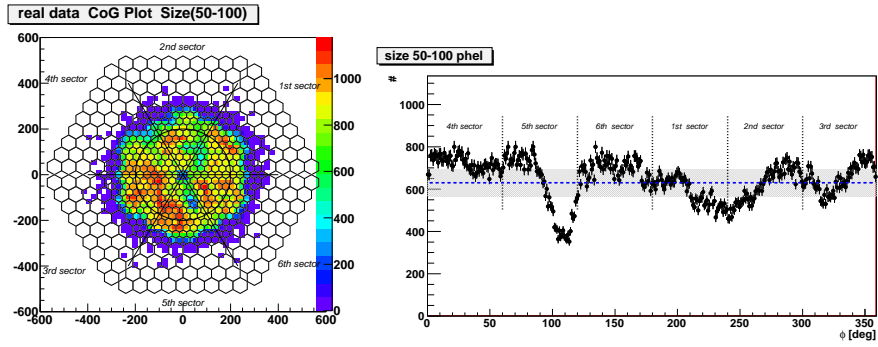 real data CoG Plot Size(50-100)
600
400
200
0
-200
-400
-600
-600 -400 -200 0 200 400 600
2nd sector
4th sector
1st sector
3rd sector
6th sector
5th sector
1000
800
600
400
200
0
size 50-100 phel
#
1000
800
600
400
200
0
4th sector 5th sector 6th sector 1st sector 2nd sector 3rd sector
0 50 100 150 200 250 300 350
ϕ [deg]